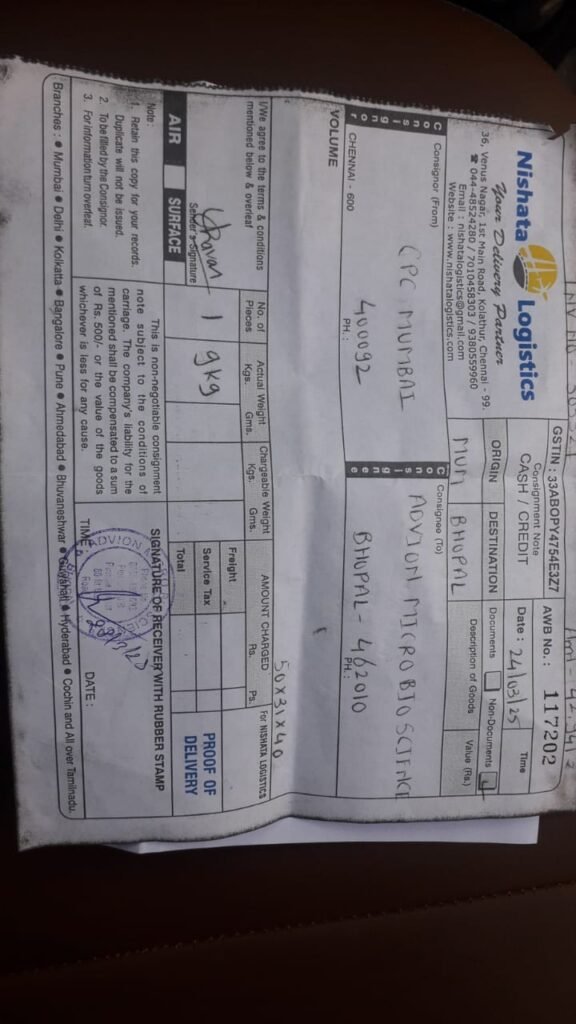 Nishata Logistics
Your Delivery Partner
36, Venus Nagar, 1st Main Road, Kolathur, Chennai - 99.
☎ 044-48524280 / 7010458303 / 9380559960
Email : nishatalogistics@gmail.com
Website : www.nishatalogistics.com
GSTIN : 33ABOPY4754E3Z7
Consignment Note
CASH / CREDIT
AWB No. : 117202
Date : 24/03/25
Time
ORIGIN
DESTINATION
Documents
Non-Documents
MUM
BHOPAL
Description of Goods
Value (Rs.)
Consignor
Consignor (From)
CPC MUMBAI
400092
CHENNAI - 600
PH. :
Consignee
Consignee (To)
ADVION MICROBIOSCIENCE
BHOPAL - 462010
PH. :
VOLUME
50x31x40
I/We agree to the terms & conditions
mentioned below & overleaf
No. of
Pieces
Actual Weight
Kgs. Gms.
Chargeable Weight
Kgs. Gms.
AMOUNT CHARGED
Rs. Ps.
For NISHATA LOGISTICS
Sender's Signature
1
9kg
Freight
Service Tax
Total
PROOF OF
DELIVERY
AIR
SURFACE
Note :
1. Retain this copy for your records.
Duplicate will not be issued.
2. To be filled by the Consignor.
3. For information turn overleaf.
This is non-negotiable consignment
note subject to the conditions of
carriage. The company's liability for the
mentioned shall be compensated to a sum
of Rs. 500/- or the value of the goods
whichever is less for any cause.
SIGNATURE OF RECEIVER WITH RUBBER STAMP
ADVION
TIME
DATE :
Branches : ● Mumbai ● Delhi ● Kolkatta ● Bangalore ● Pune ● Ahmedabad ● Bhuvaneshwar ● Guwahati ● Hyderabad ● Cochin and All over Tamilnadu.